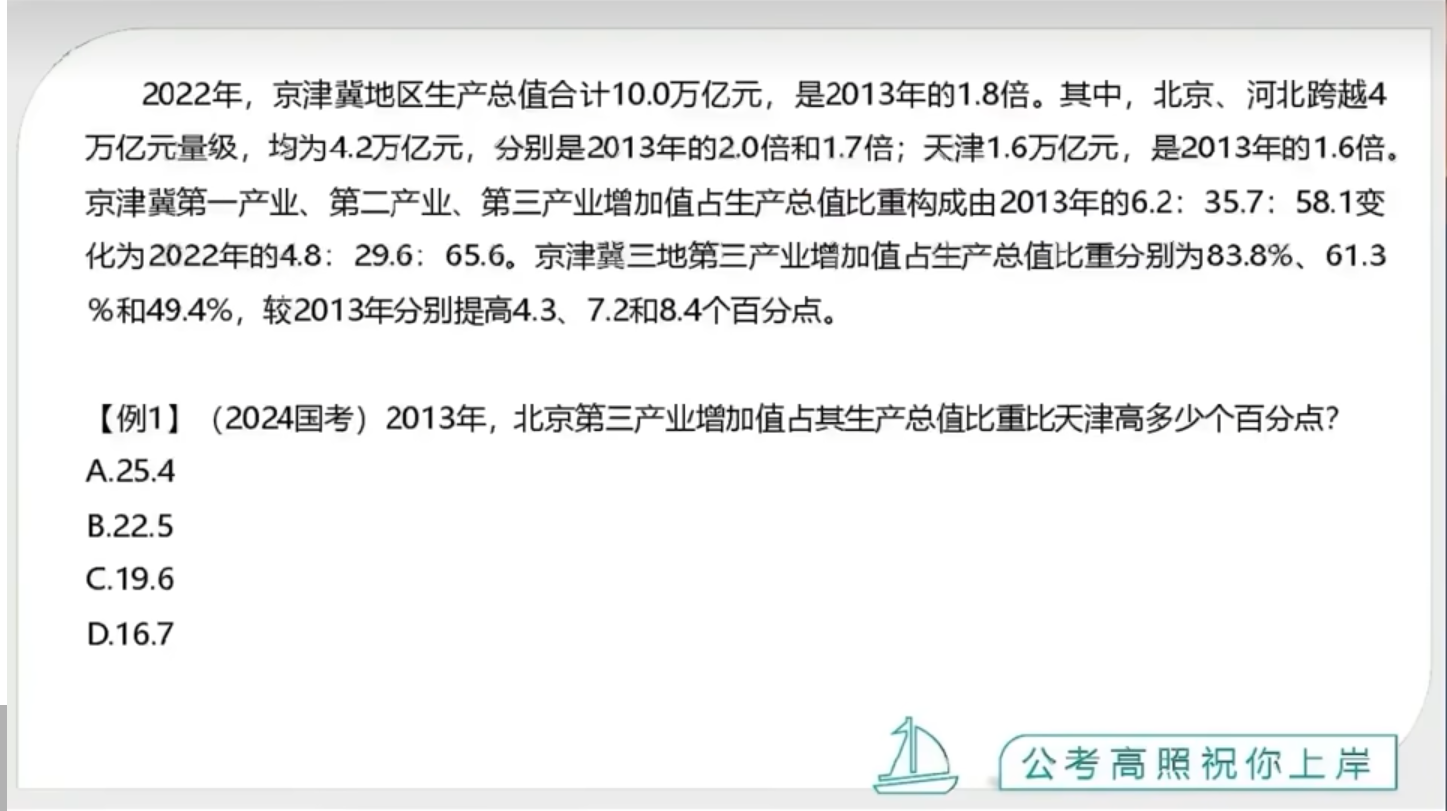 2022年，京津冀地区生产总值合计10.0万亿元，是2013年的1.8倍。其中，北京、河北跨越4
万亿元量级，均为4.2万亿元，分别是2013年的2.0倍和1.7倍；天津1.6万亿元，是2013年的1.6倍。
京津冀第一产业、第二产业、第三产业增加值占生产总值比重构成由2013年的6.2：35.7：58.1变
化为2022年的4.8：29.6：65.6。京津冀三地第三产业增加值占生产总值比重分别为83.8%、61.3
%和49.4%，较2013年分别提高4.3、7.2和8.4个百分点。
【例1】（2024国考）2013年，北京第三产业增加值占其生产总值比重比天津高多少个百分点？
A.25.4
B.22.5
C.19.6
D.16.7
公考高照祝你上岸